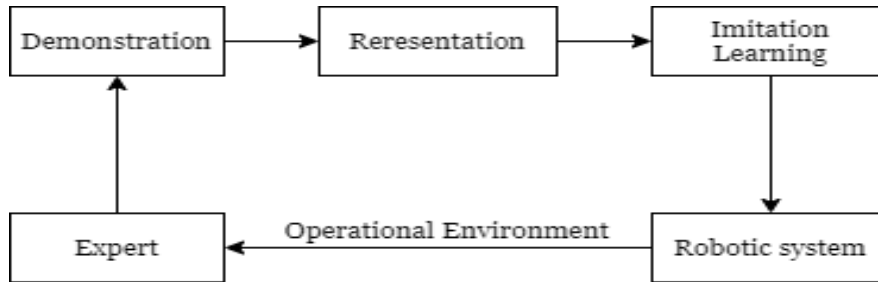 Demonstration
Reresentation
Imitation
Learning
Expert
Operational Environment
Robotic system